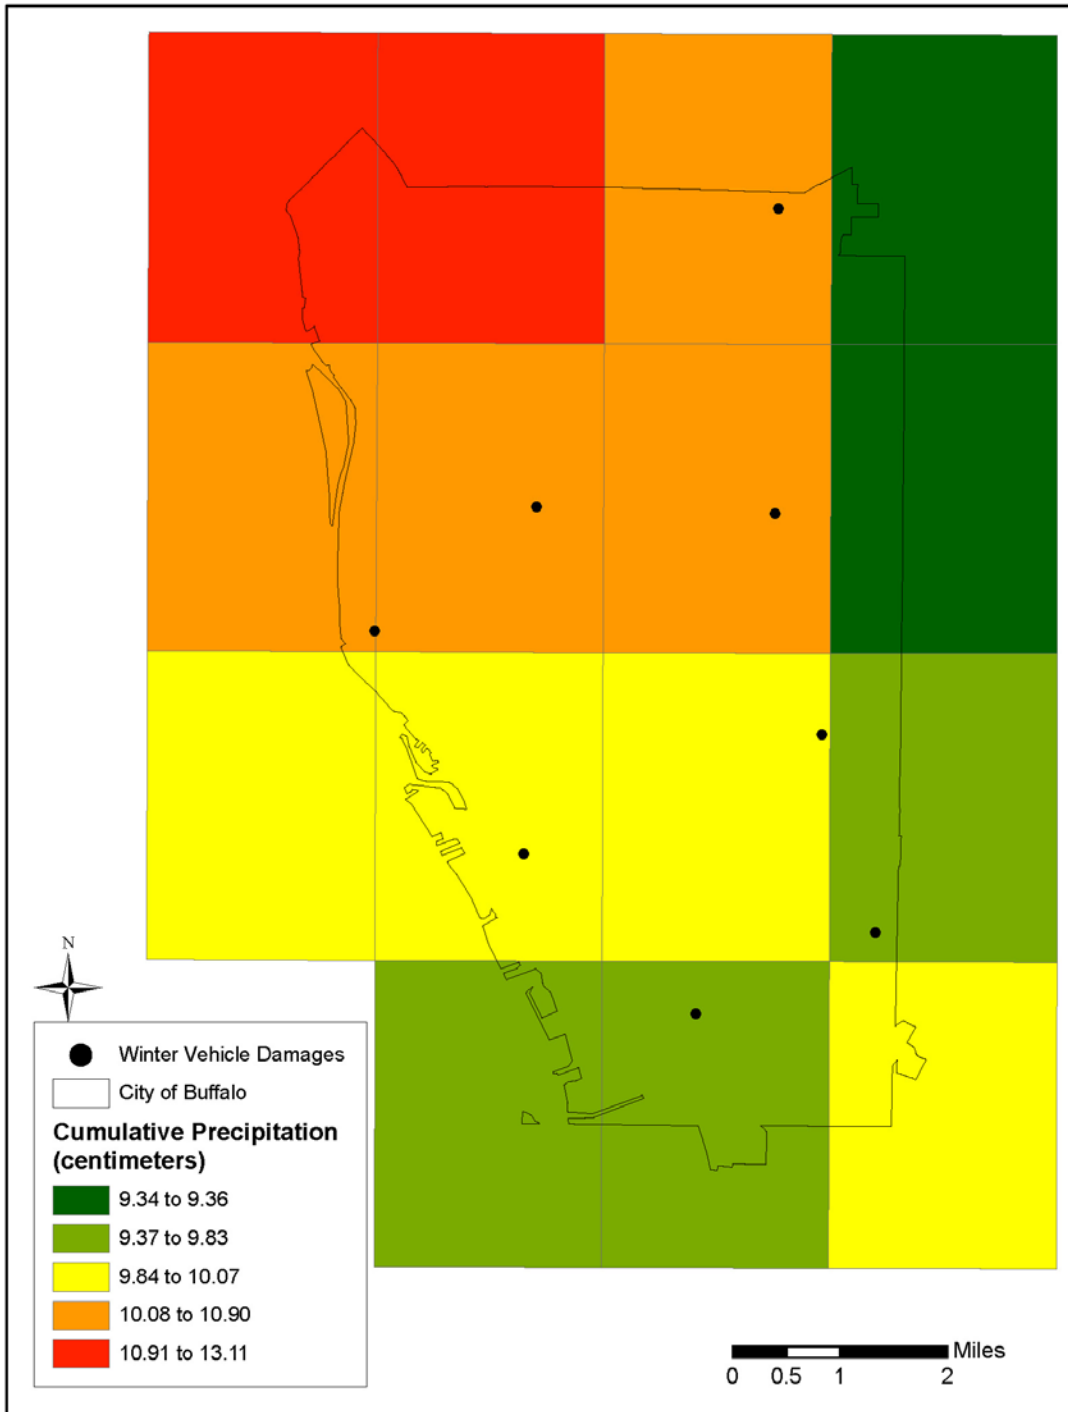 N
Winter Vehicle Damages
City of Buffalo
Cumulative Precipitation
(centimeters)
9.34 to 9.36
9.37 to 9.83
9.84 to 10.07
10.08 to 10.90
10.91 to 13.11
Miles
0 0.5 1 2